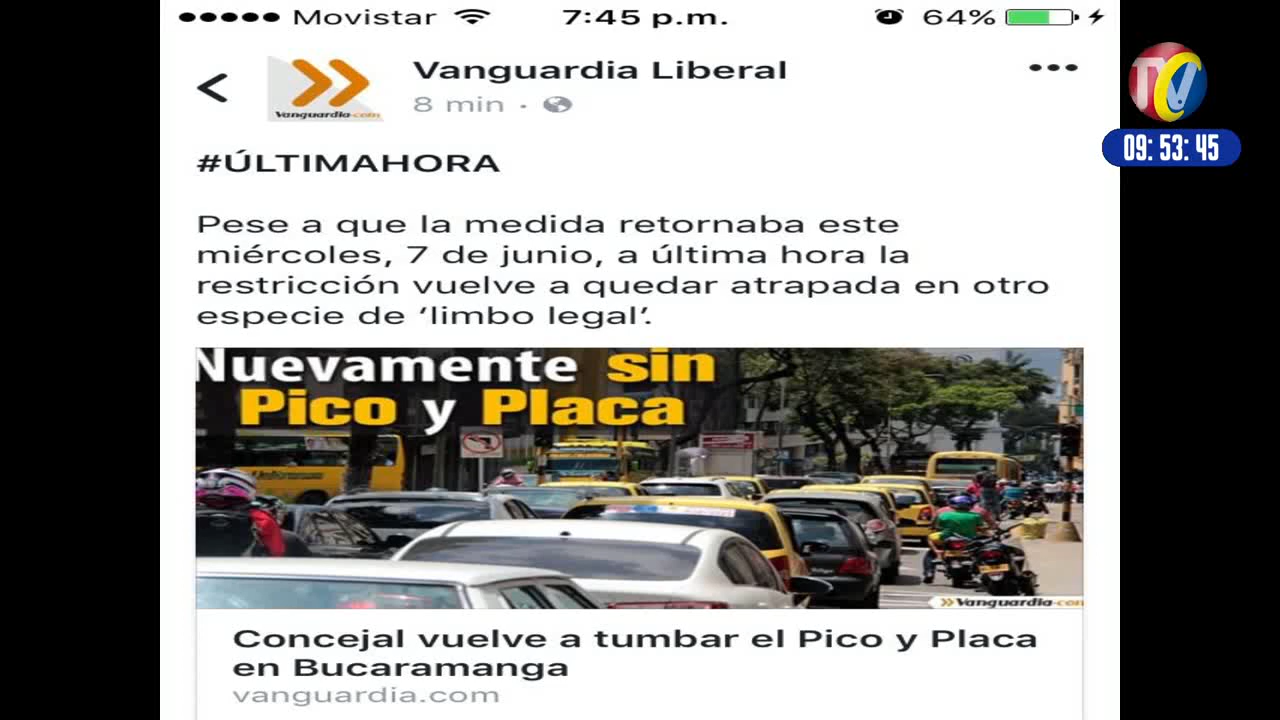 Movistar 7:45 p.m. 64%
Vanguardia Liberal
Vanguardia.com
8 min ·
TVC
09: 53: 45
#ÚLTIMAHORA
Pese a que la medida retornaba este
miércoles, 7 de junio, a última hora la
restricción vuelve a quedar atrapada en otro
especie de ‘limbo legal’.
Nuevamente sin
Pico y Placa
Vanguardia.com
Concejal vuelve a tumbar el Pico y Placa
en Bucaramanga
vanguardia.com